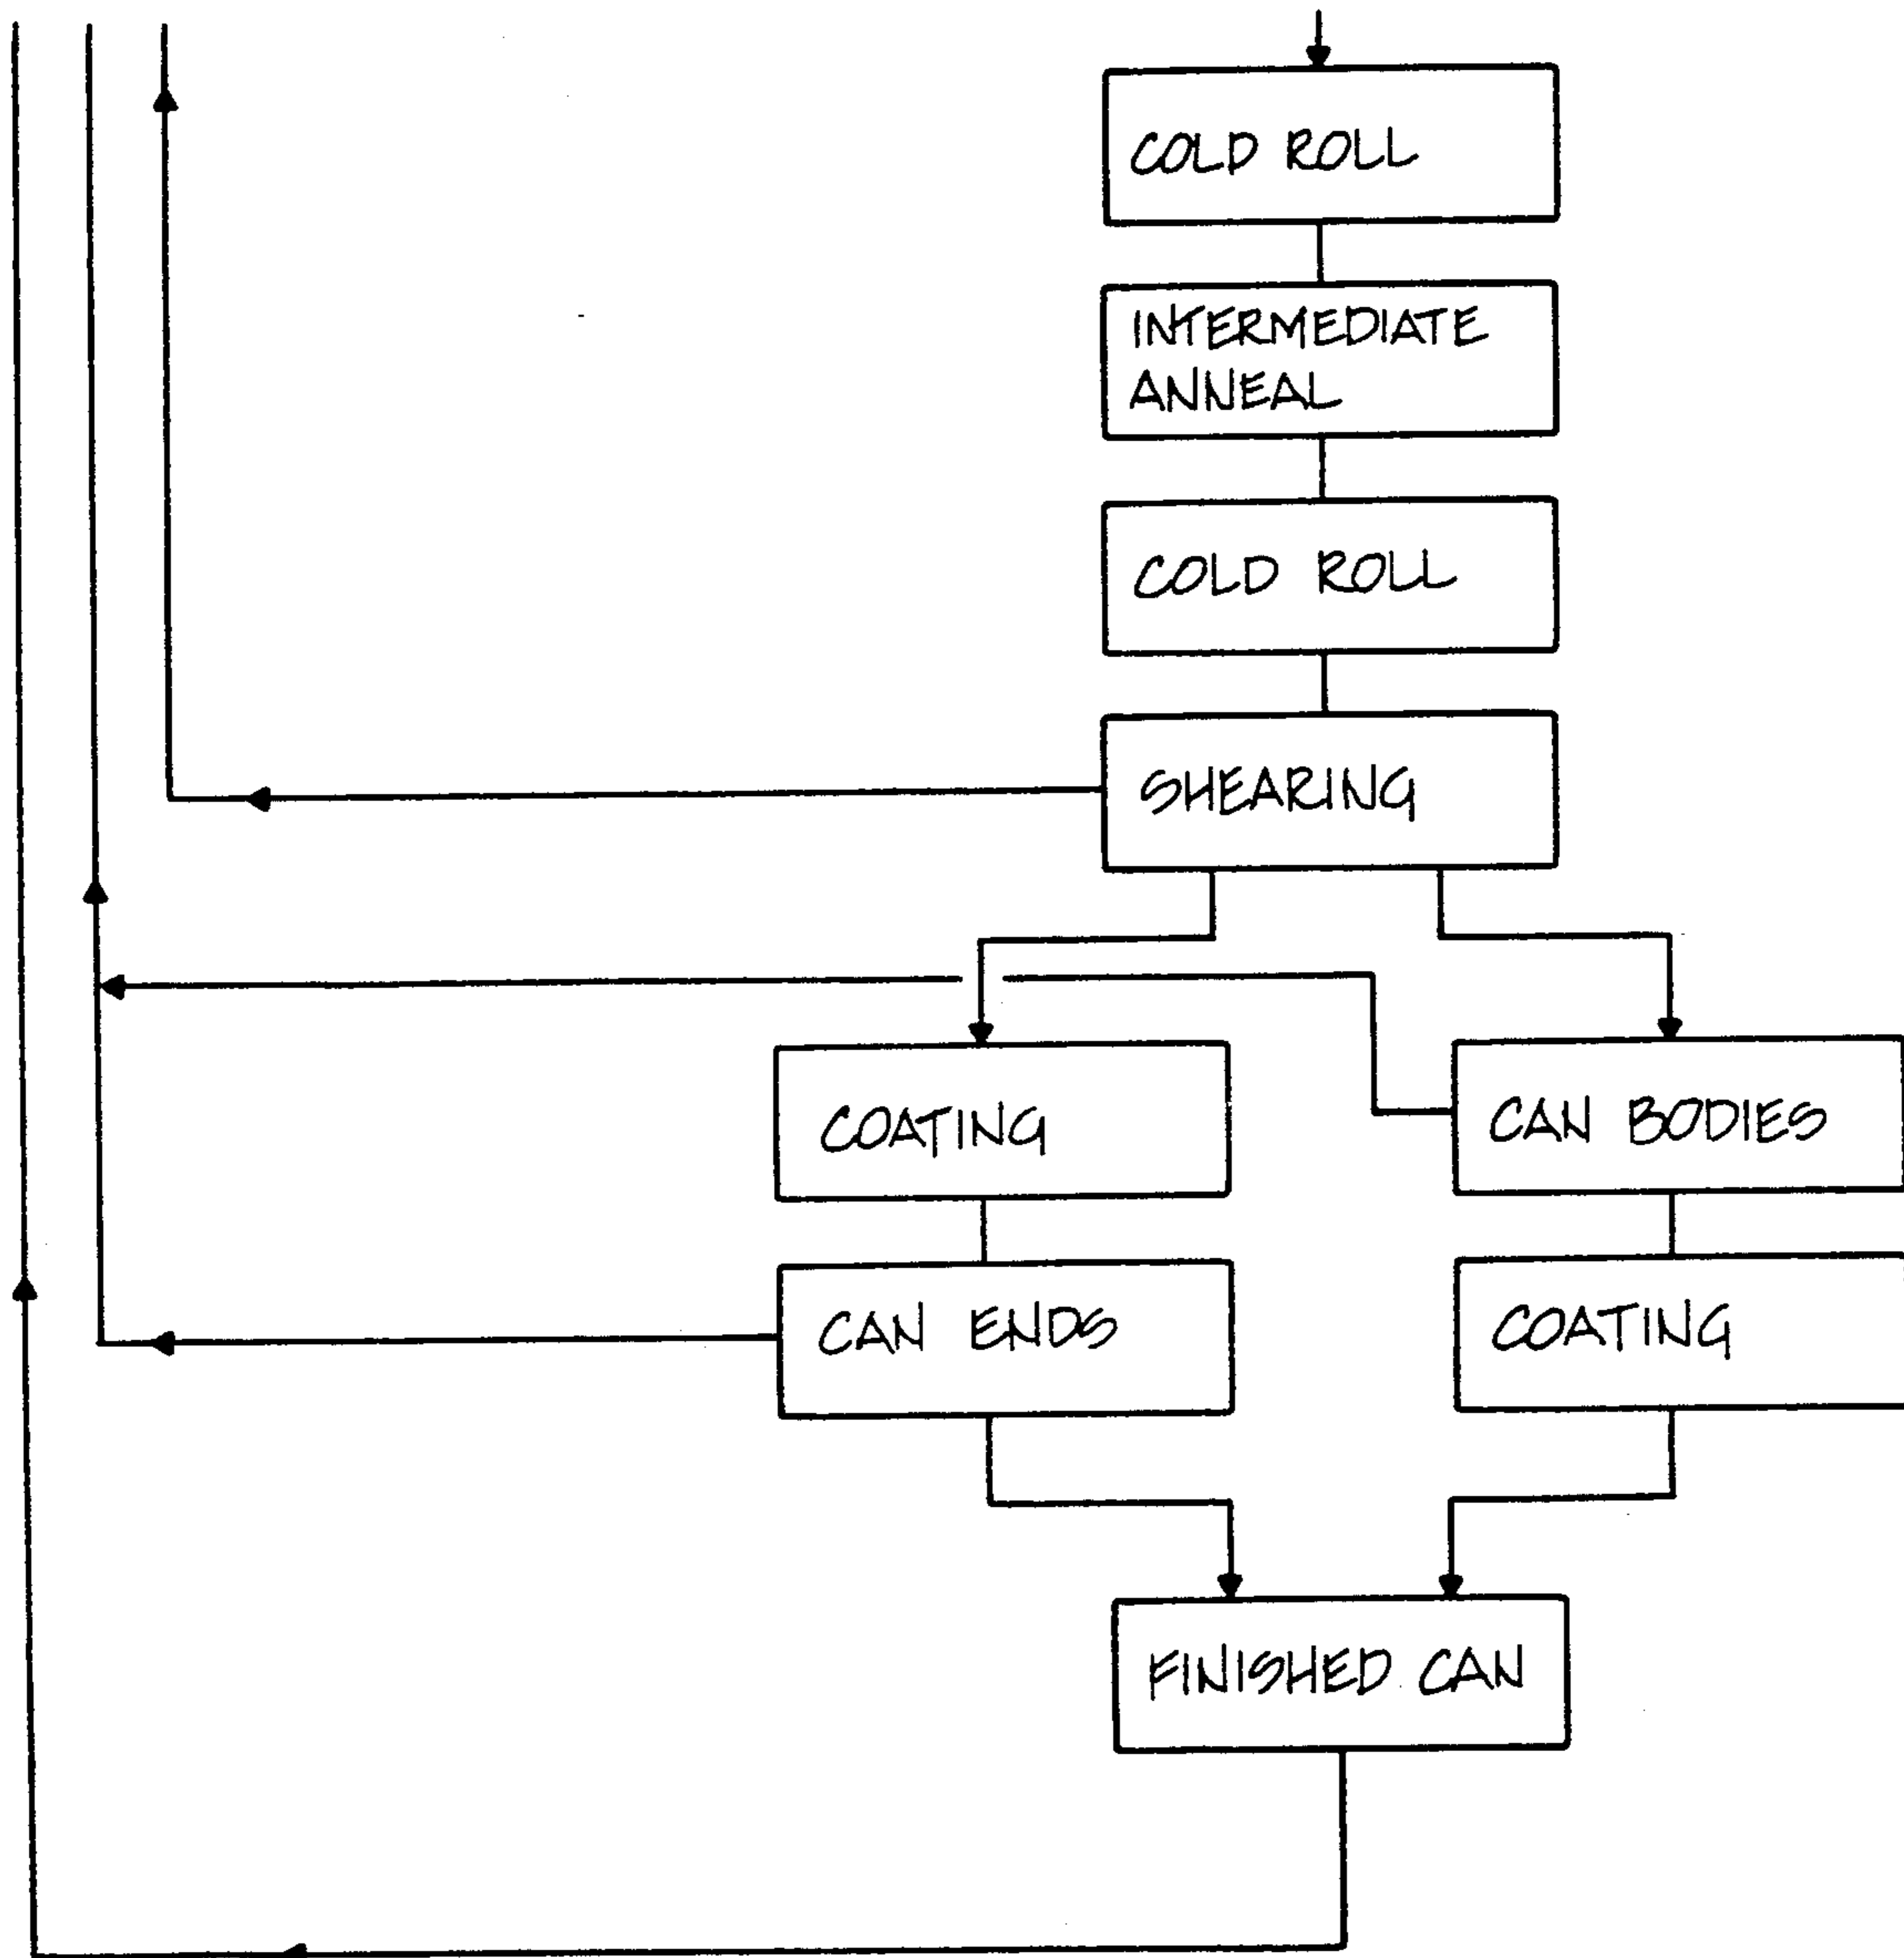 COLD ROLL
INTERMEDIATE
ANNEAL
COLD ROLL
SHEARING
COATING
CAN BODIES
CAN ENDS
COATING
FINISHED CAN